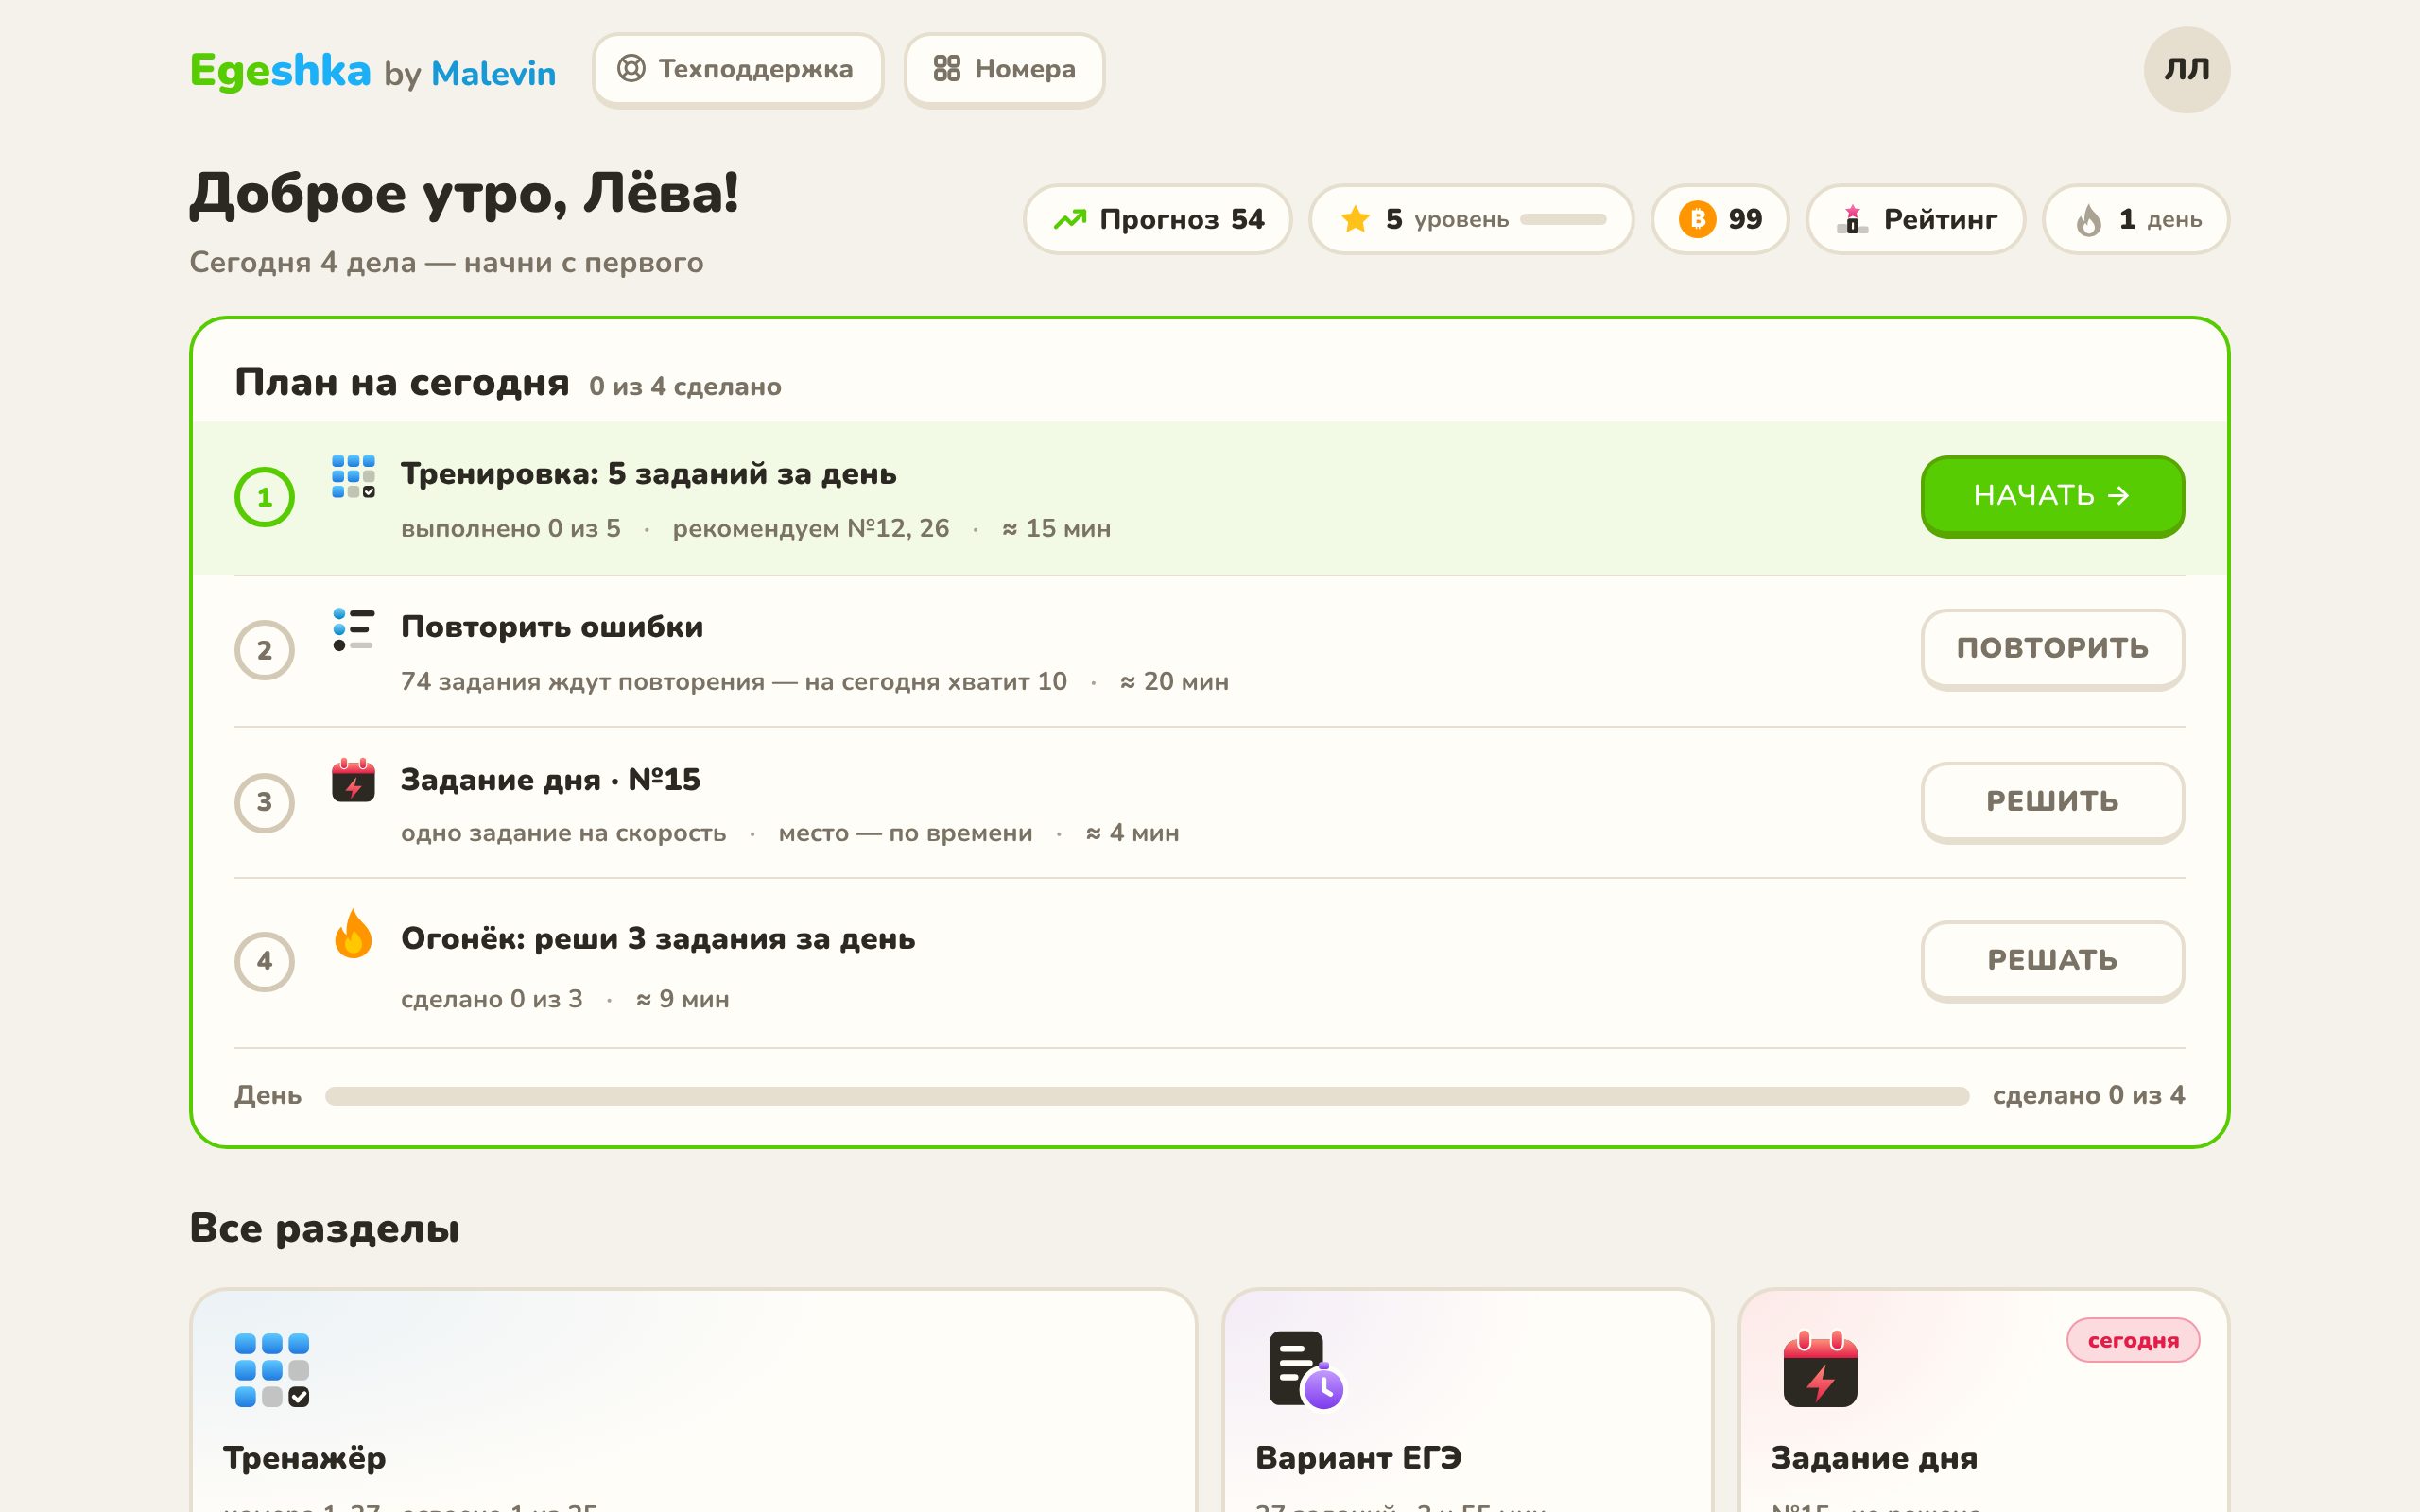 Egeshka by Malevin
Техподдержка
Номера
ЛЛ
Доброе утро, Лёва!
Сегодня 4 дела — начни с первого
Прогноз 54
5 уровень
99
Рейтинг
1 день
План на сегодня 0 из 4 сделано
1
Тренировка: 5 заданий за день
выполнено 0 из 5 · рекомендуем №12, 26 · ≈ 15 мин
НАЧАТЬ →
2
Повторить ошибки
74 задания ждут повторения — на сегодня хватит 10 · ≈ 20 мин
ПОВТОРИТЬ
3
Задание дня · №15
одно задание на скорость · место — по времени · ≈ 4 мин
РЕШИТЬ
4
Огонёк: реши 3 задания за день
сделано 0 из 3 · ≈ 9 мин
РЕШАТЬ
День
сделано 0 из 4
Все разделы
сегодня
Тренажёр
Вариант ЕГЭ
Задание дня